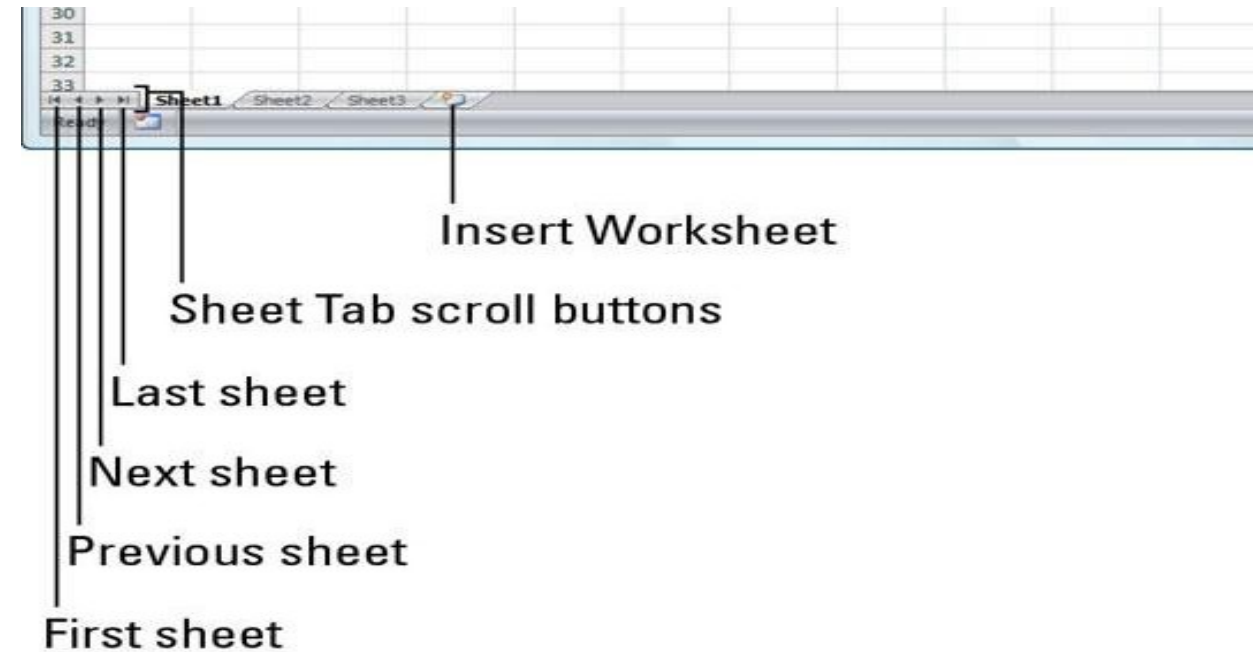 30
31
32
33
Sheet1 Sheet2 Sheet3
Ready
Insert Worksheet
Sheet Tab scroll buttons
Last sheet
Next sheet
Previous sheet
First sheet